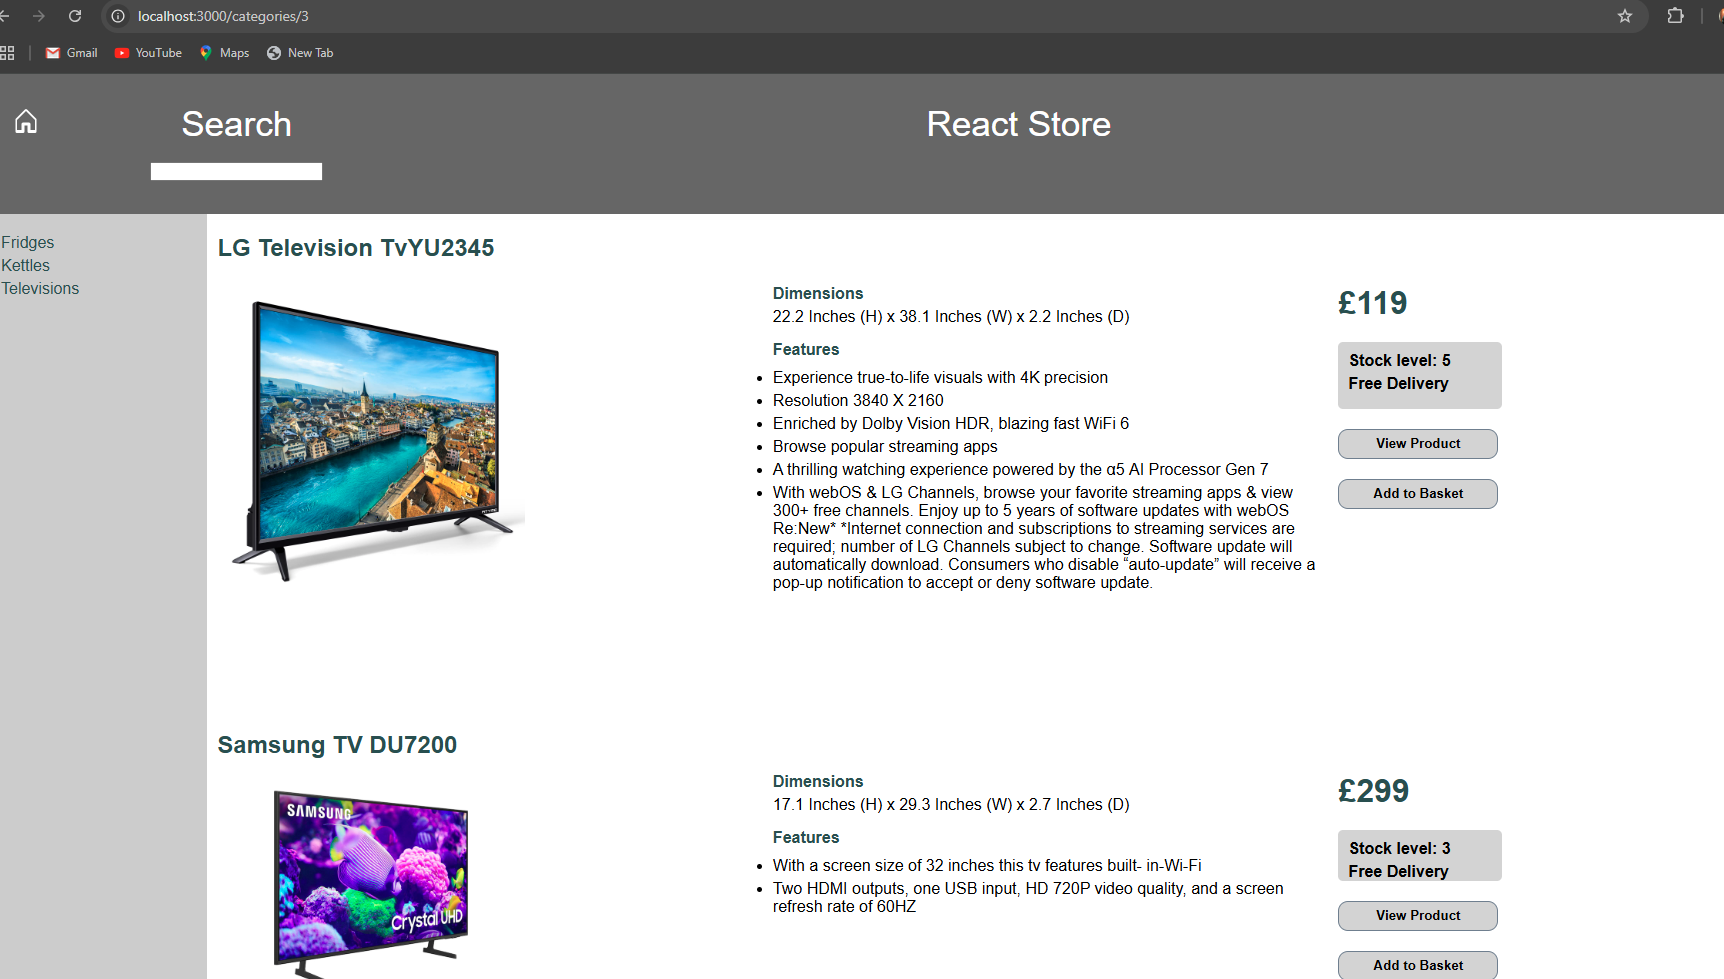 localhost:3000/categories/3
Gmail YouTube Maps New Tab
Search React Store
Fridges
Kettles
Televisions
LG Television TvYU2345
Dimensions
22.2 Inches (H) x 38.1 Inches (W) x 2.2 Inches (D)
Features
Experience true-to-life visuals with 4K precision
Resolution 3840 X 2160
Enriched by Dolby Vision HDR, blazing fast WiFi 6
Browse popular streaming apps
A thrilling watching experience powered by the α5 AI Processor Gen 7
With webOS & LG Channels, browse your favorite streaming apps & view
300+ free channels. Enjoy up to 5 years of software updates with webOS
Re:New* *Internet connection and subscriptions to streaming services are
required; number of LG Channels subject to change. Software update will
automatically download. Consumers who disable “auto-update” will receive a
pop-up notification to accept or deny software update.
£119
Stock level: 5
Free Delivery
View Product
Add to Basket
Samsung TV DU7200
SAMSUNG
Crystal UHD
Dimensions
17.1 Inches (H) x 29.3 Inches (W) x 2.7 Inches (D)
Features
With a screen size of 32 inches this tv features built- in-Wi-Fi
Two HDMI outputs, one USB input, HD 720P video quality, and a screen
refresh rate of 60HZ
£299
Stock level: 3
Free Delivery
View Product
Add to Basket